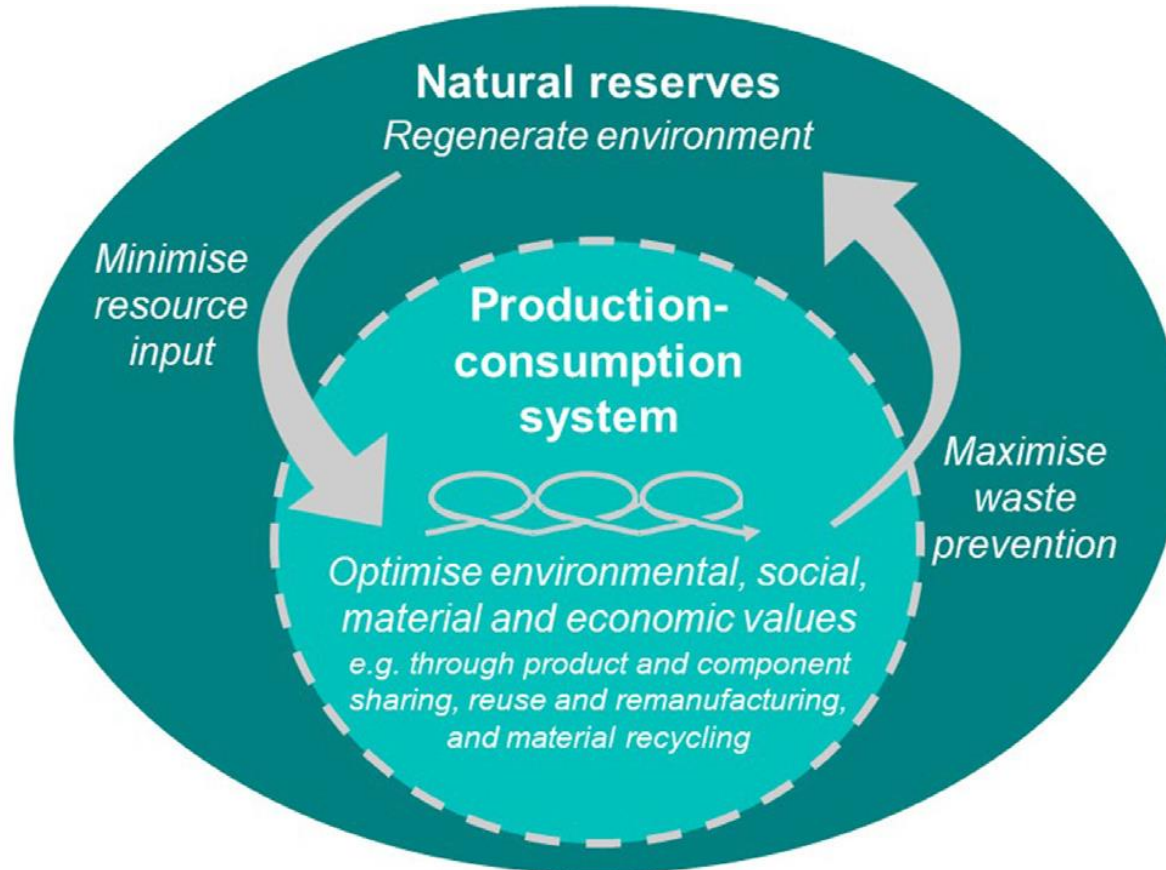 Natural reserves
Regenerate environment
Minimise
resource
input
Production-
consumption
system
Optimise environmental, social,
material and economic values
e.g. through product and component
sharing, reuse and remanufacturing,
and material recycling
Maximise
waste
prevention